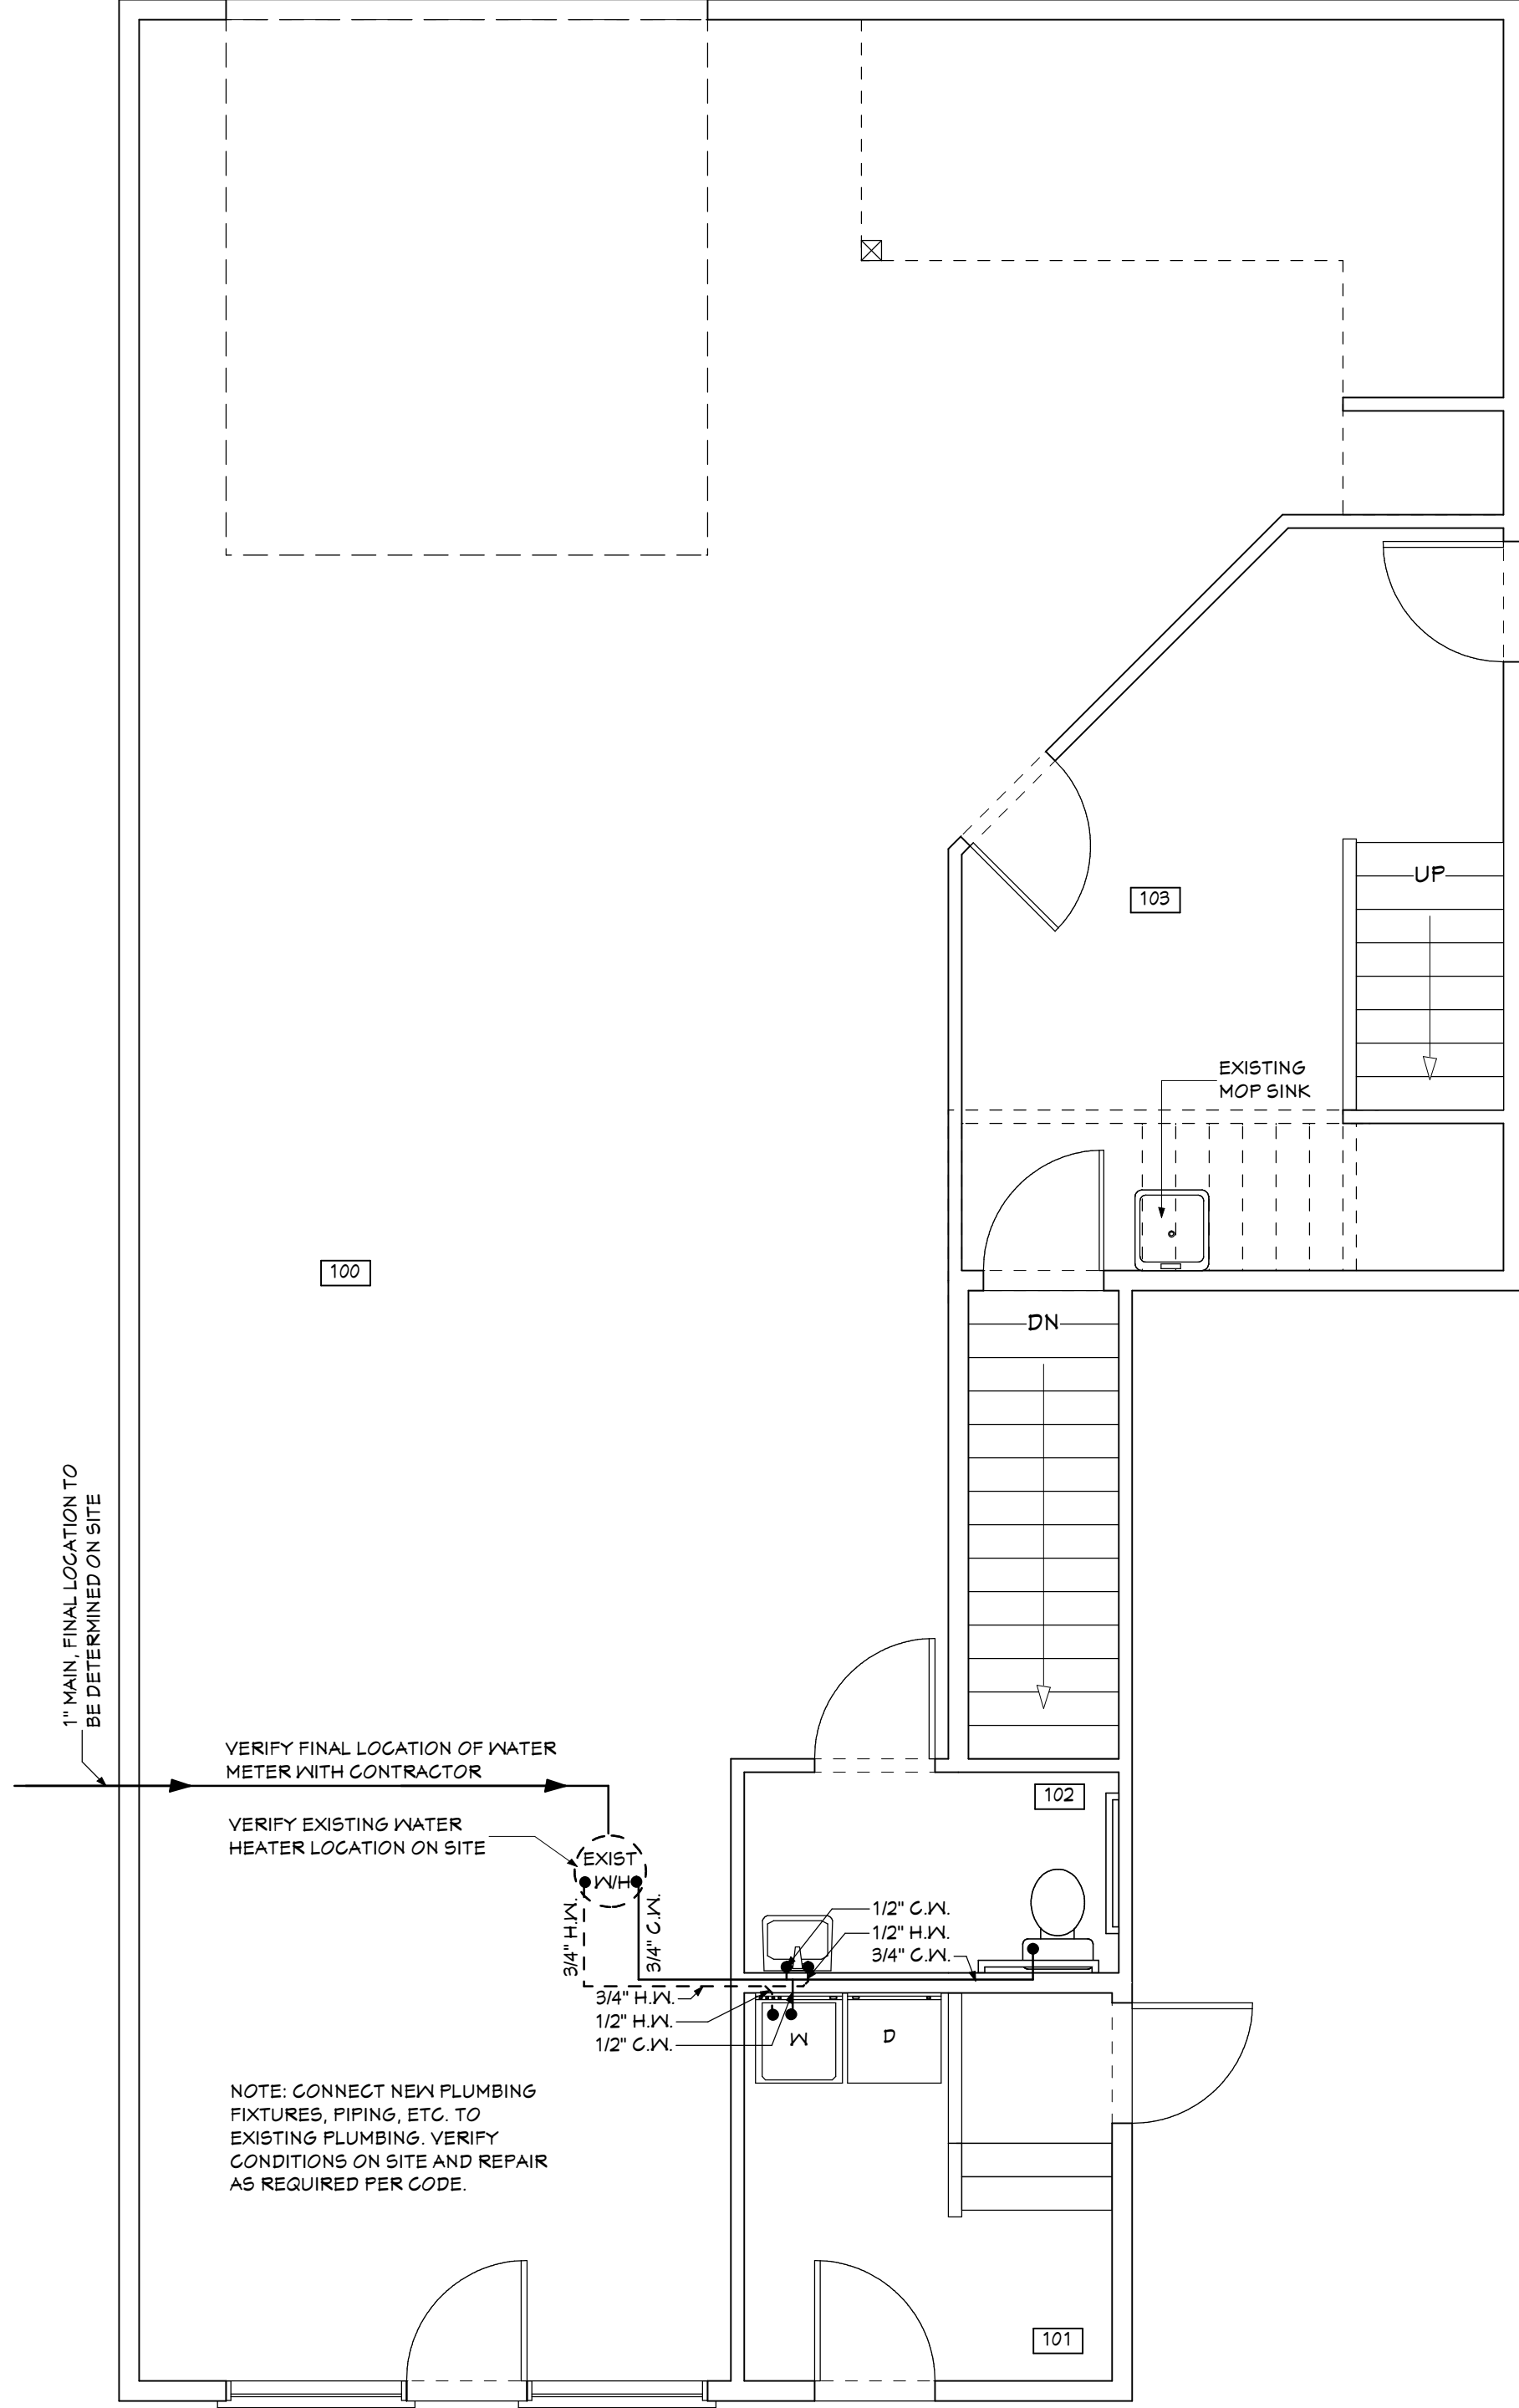 UP
103
EXISTING
MOP SINK
100
DN
1" MAIN, FINAL LOCATION TO
BE DETERMINED ON SITE
VERIFY FINAL LOCATION OF WATER
METER WITH CONTRACTOR
102
VERIFY EXISTING WATER
HEATER LOCATION ON SITE
EXIST
W/H
3/4" H.W.
3/4" C.W.
1/2" C.W.
1/2" H.W.
3/4" C.W.
3/4" H.W.
1/2" H.W.
1/2" C.W.
W
D
NOTE: CONNECT NEW PLUMBING
FIXTURES, PIPING, ETC. TO
EXISTING PLUMBING. VERIFY
CONDITIONS ON SITE AND REPAIR
AS REQUIRED PER CODE.
101